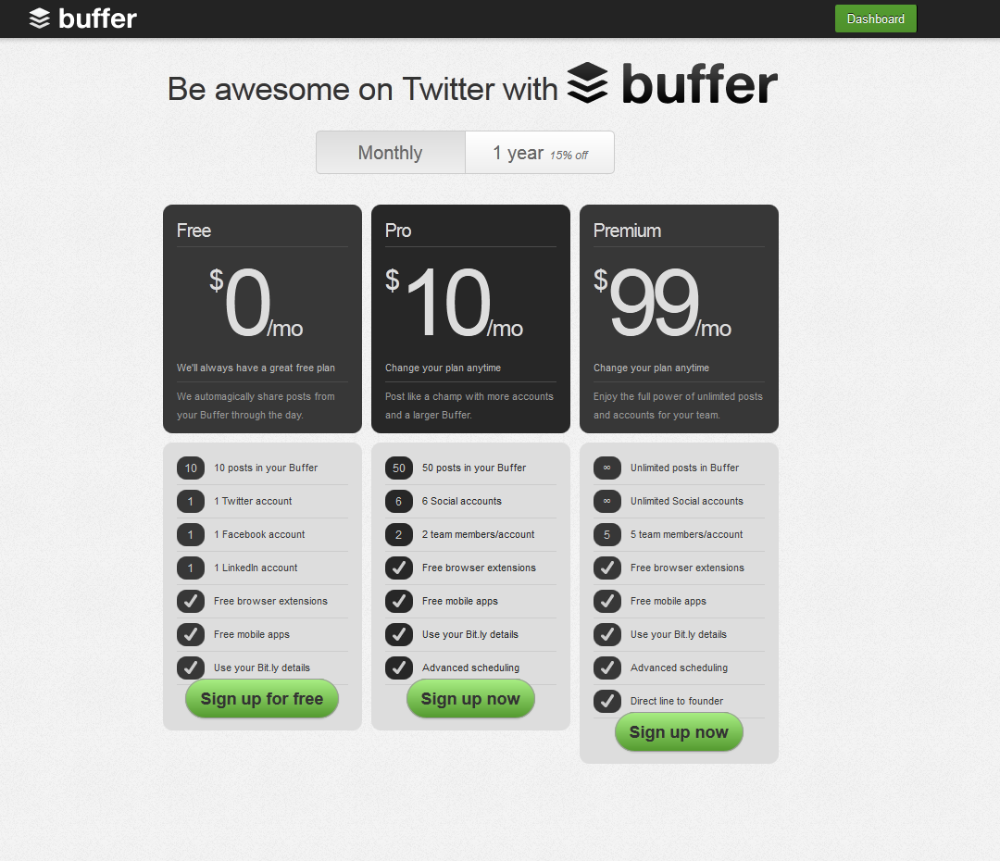 buffer
Dashboard
Be awesome on Twitter with buffer
Monthly
1 year 15% off
Free
$0/mo
We'll always have a great free plan
We automagically share posts from
your Buffer through the day.
10 10 posts in your Buffer
1 1 Twitter account
1 1 Facebook account
1 1 LinkedIn account
Free browser extensions
Free mobile apps
Use your Bit.ly details
Sign up for free
Pro
$10/mo
Change your plan anytime
Post like a champ with more accounts
and a larger Buffer.
50 50 posts in your Buffer
6 6 Social accounts
2 2 team members/account
Free browser extensions
Free mobile apps
Use your Bit.ly details
Advanced scheduling
Sign up now
Premium
$99/mo
Change your plan anytime
Enjoy the full power of unlimited posts
and accounts for your team.
∞ Unlimited posts in Buffer
∞ Unlimited Social accounts
5 5 team members/account
Free browser extensions
Free mobile apps
Use your Bit.ly details
Advanced scheduling
Direct line to founder
Sign up now